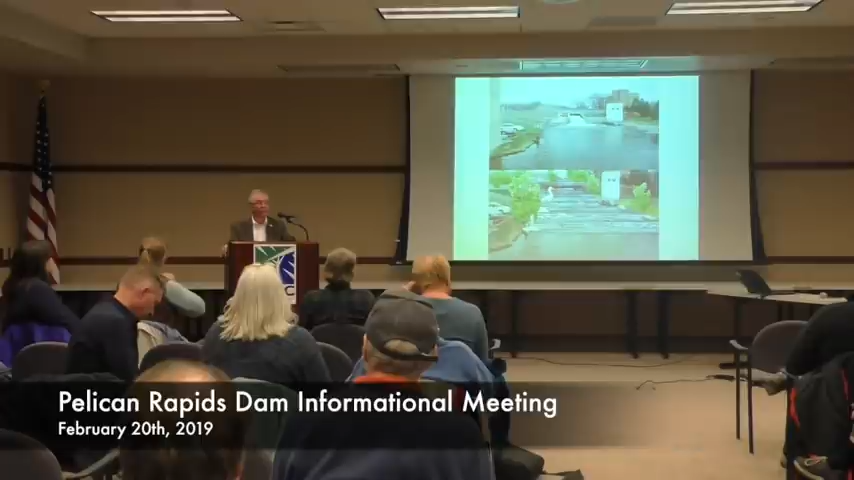 Pelican Rapids Dam Informational Meeting
February 20th, 2019